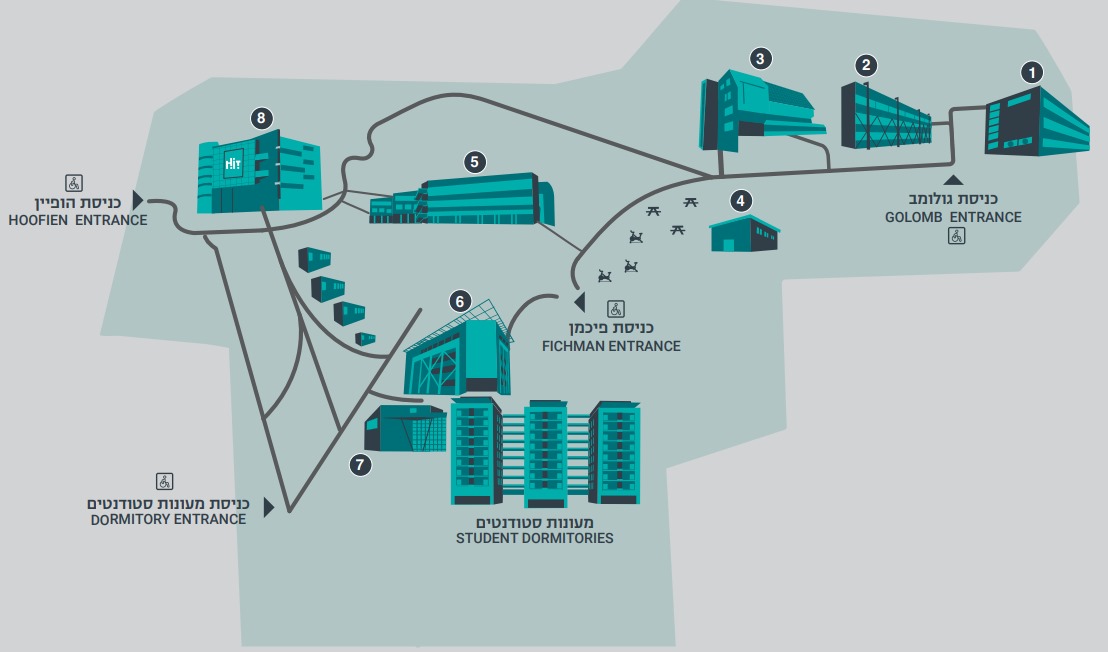 3
2
1
8
HiT
5
כניסת הופיין
HOOFIEN ENTRANCE
4
כניסת גולומב
GOLOMB ENTRANCE
6
כניסת פיכמן
FICHMAN ENTRANCE
7
כניסת מעונות סטודנטים
DORMITORY ENTRANCE
מעונות סטודנטים
STUDENT DORMITORIES